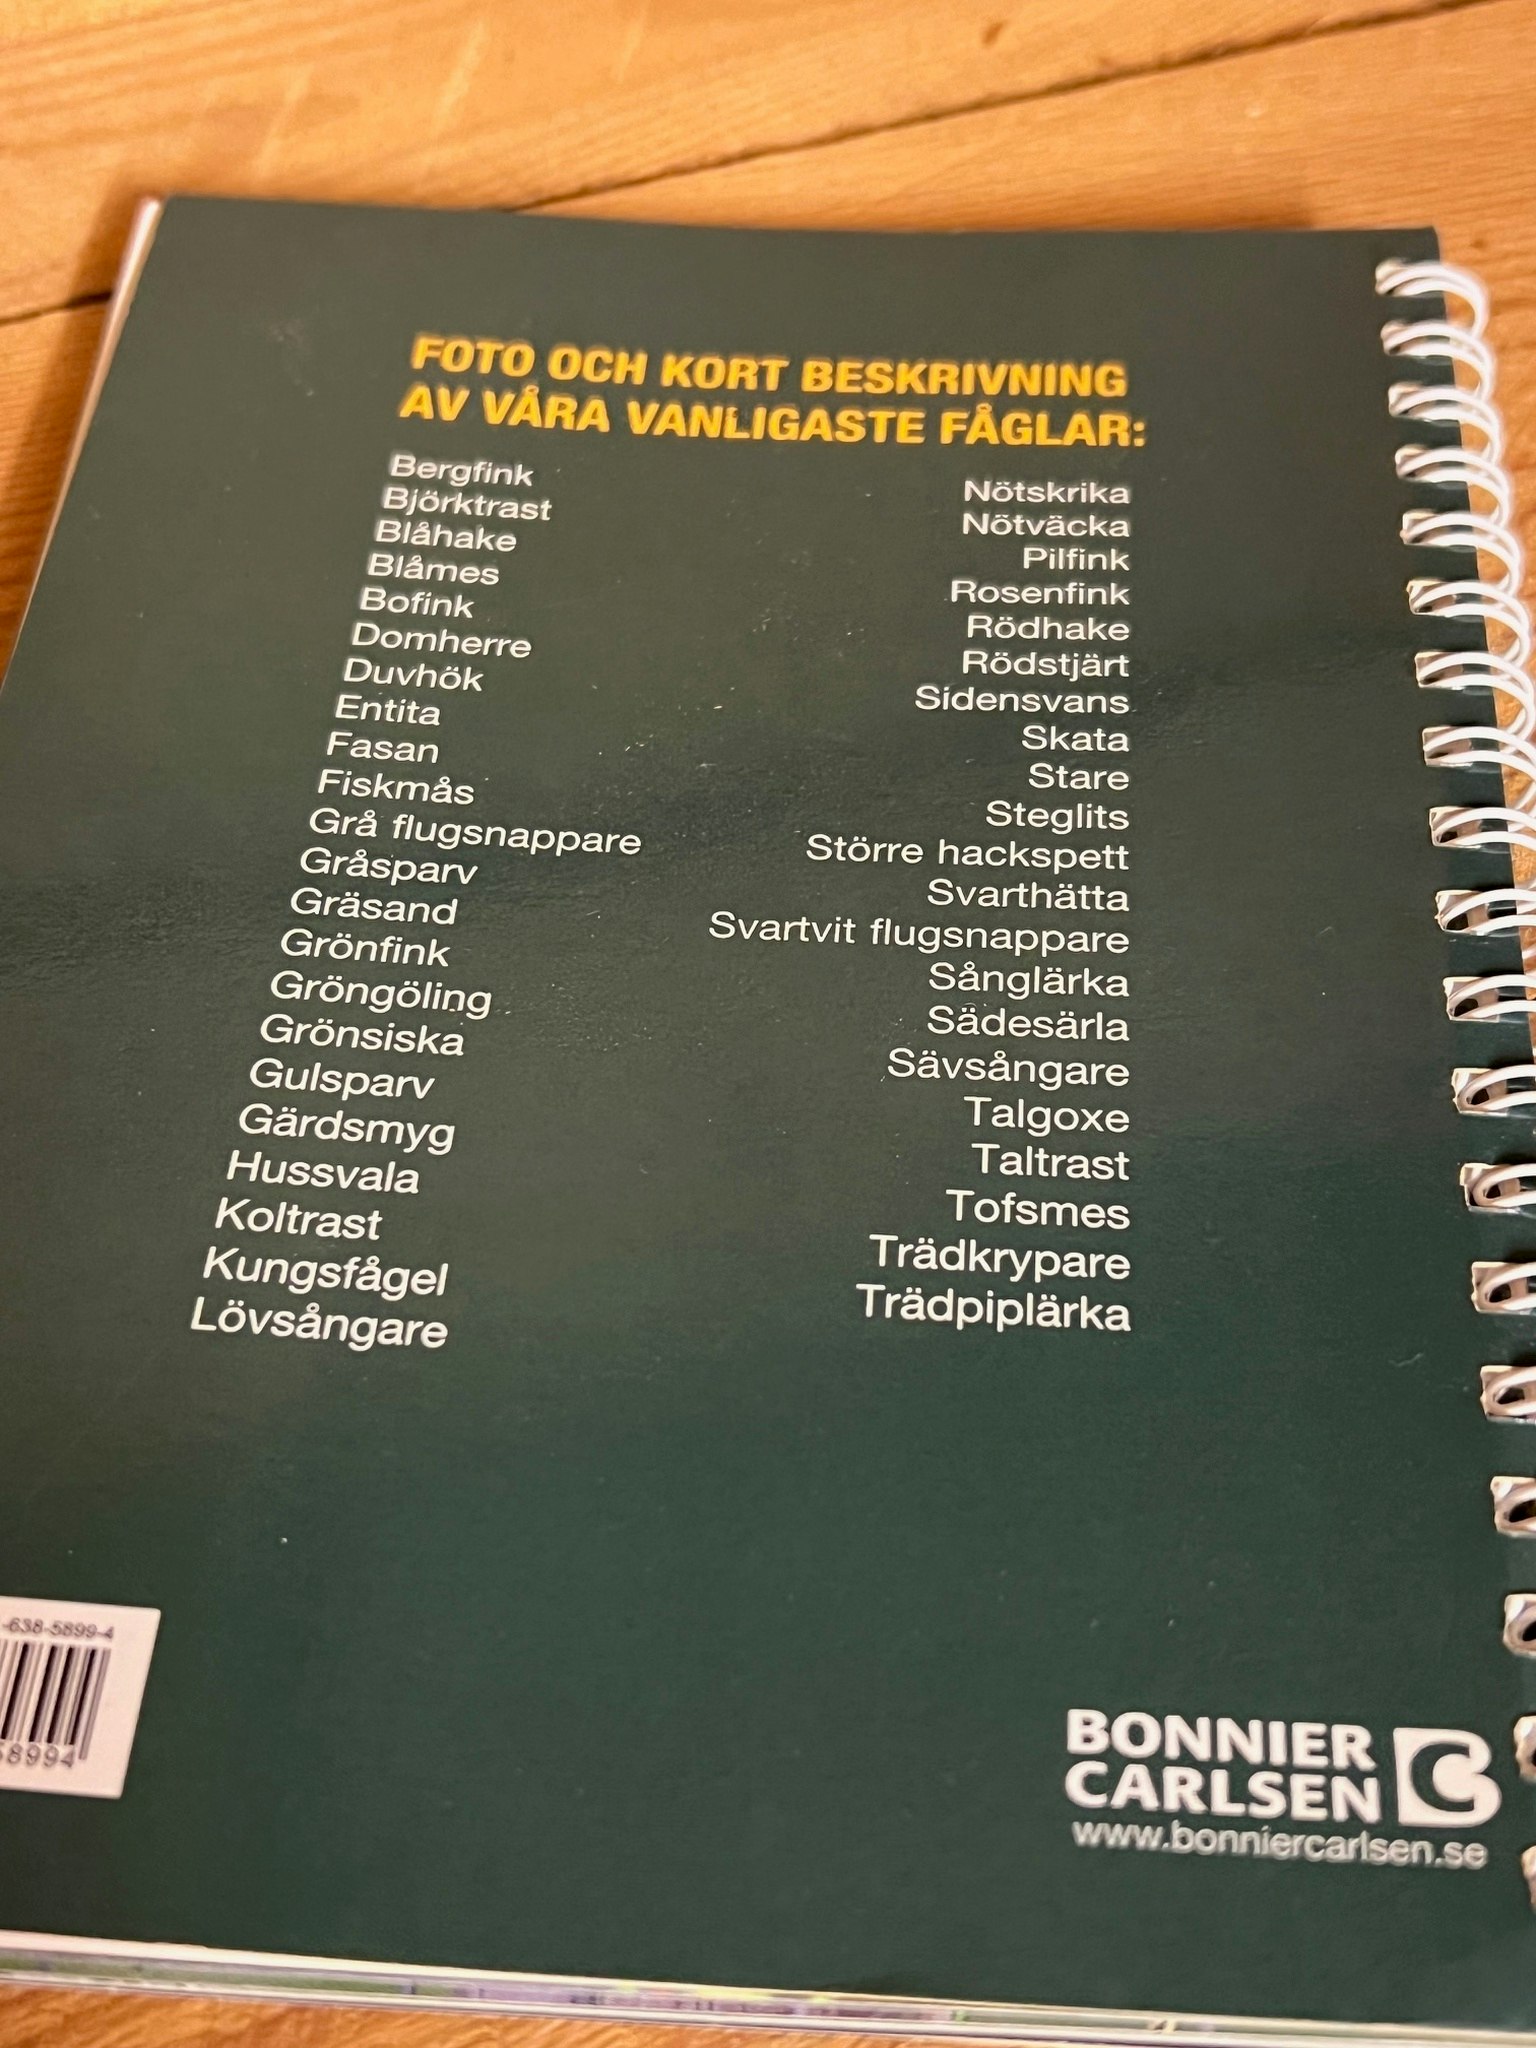 FOTO OCH KORT BESKRIVNING
AV VÅRA VANLIGASTE FÅGLAR:
Bergfink
Björktrast
Blåhake
Blåmes
Bofink
Domherre
Duvhök
Entita
Fasan
Fiskmås
Grå flugsnappare
Gråsparv
Gräsand
Grönfink
Gröngöling
Grönsiska
Gulsparv
Gärdsmyg
Hussvala
Koltrast
Kungsfågel
Lövsångare
Nötskrika
Nötväcka
Pilfink
Rosenfink
Rödhake
Rödstjärt
Sidensvans
Skata
Stare
Steglits
Större hackspett
Svarthätta
Svartvit flugsnappare
Sånglärka
Sädesärla
Sävsångare
Talgoxe
Taltrast
Tofsmes
Trädkrypare
Trädpiplärka
-638-5899-4
58994
BONNIER
CARLSEN
www.bonniercarlsen.se